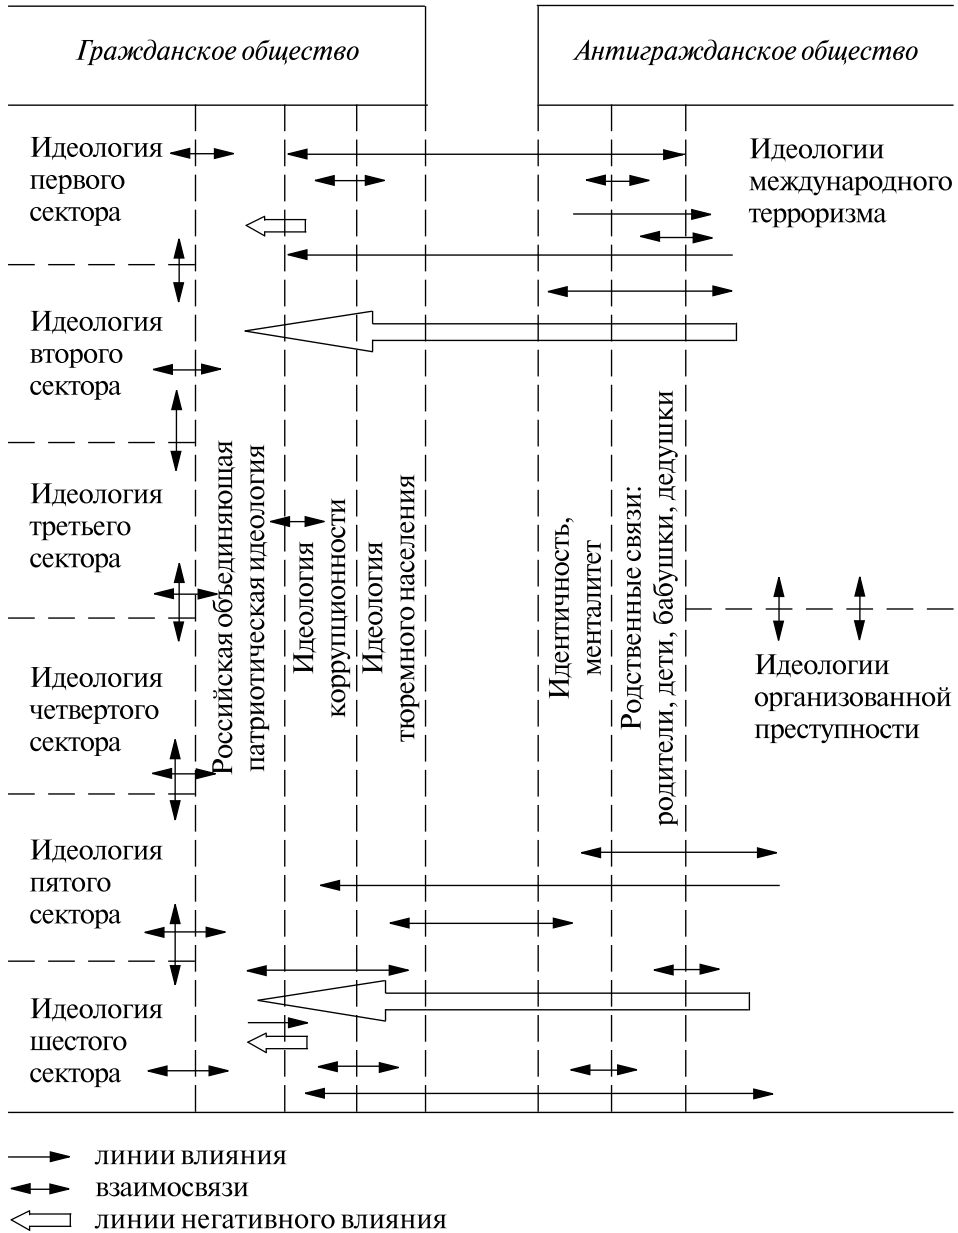 Гражданское общество
Антигражданское общество
Идеология
первого
сектора
Идеология
второго
сектора
Идеология
третьего
сектора
Идеология
четвертого
сектора
Идеология
пятого
сектора
Идеология
шестого
сектора
Российская объединяющая
патриотическая идеология
Идеология
коррупционности
Идеология
тюремного населения
Идентичность,
менталитет
Родственные связи:
родители, дети, бабушки, дедушки
Идеологии
международного
терроризма
Идеологии
организованной
преступности
линии влияния
взаимосвязи
линии негативного влияния